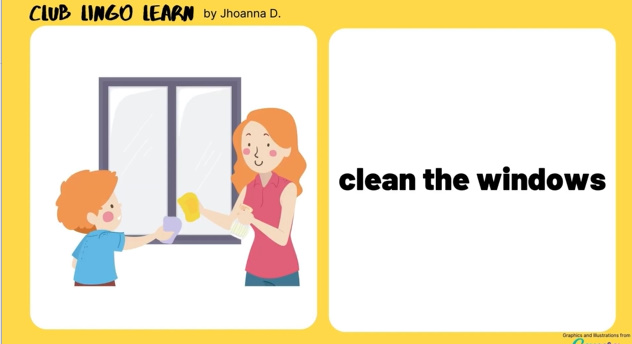 CLUB LINGO LEARN by Jhoanna D.
clean the windows
Graphics and Illustrations from